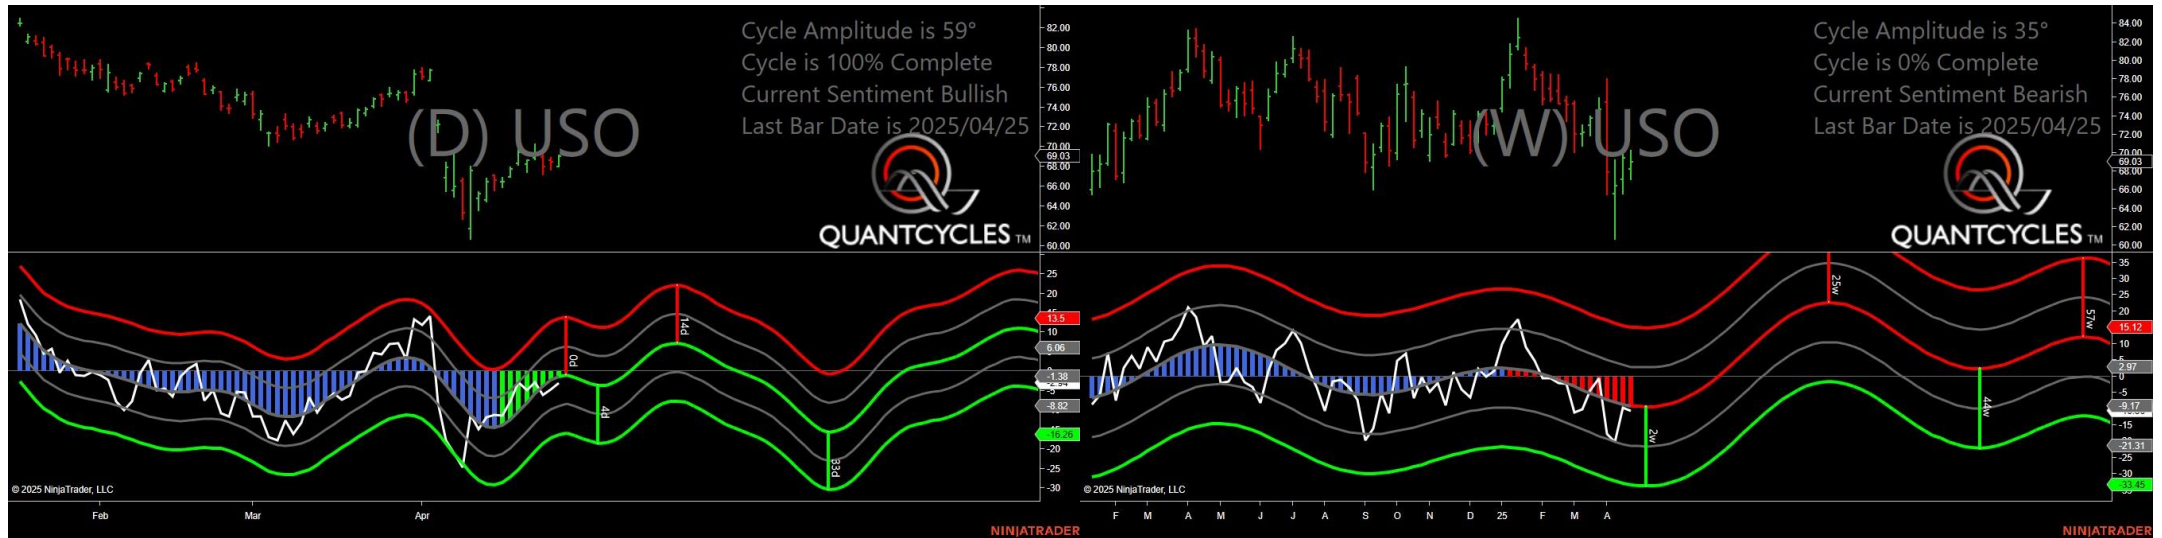 Cycle Amplitude is 59°
Cycle is 100% Complete
Current Sentiment Bullish
Last Bar Date is 2025/04/25
(D) USO
QUANTCYCLES TM
82.00
80.00
78.00
76.00
74.00
72.00
70.00
69.03
68.00
66.00
64.00
62.00
60.00
25
20
13.5
10
6.06
-1.38
-2.94
-5
-8.82
-16.26
-20
-25
-30
0d
4d
14d
33d
© 2025 NinjaTrader, LLC
Feb Mar Apr
NINJATRADER
Cycle Amplitude is 35°
Cycle is 0% Complete
Current Sentiment Bearish
Last Bar Date is 2025/04/25
(W) USO
QUANTCYCLES TM
84.00
82.00
80.00
78.00
76.00
74.00
72.00
70.00
69.03
68.00
66.00
64.00
62.00
60.00
35
30
25
20
15.12
10
5
2.97
0
-5
-9.17
-15
-21.31
-25
-30
-33.45
2w
25w
44w
57w
© 2025 NinjaTrader, LLC
F M A M J J A S O N D 25 F M A
NINJATRADER